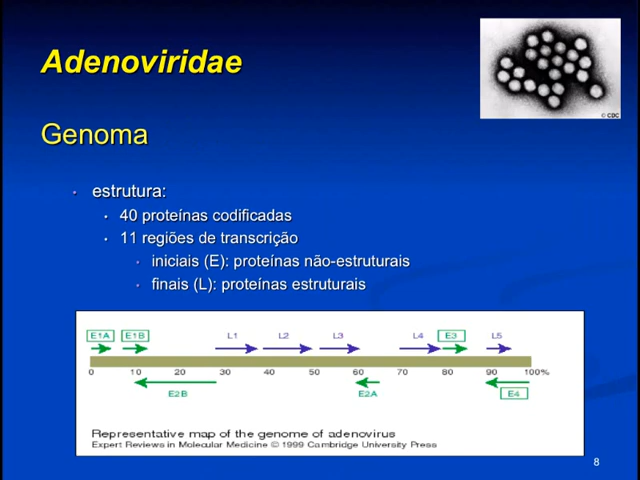 Adenoviridae
© CDC
Genoma
• estrutura:
• 40 proteínas codificadas
• 11 regiões de transcrição
• iniciais (E): proteínas não-estruturais
• finais (L): proteínas estruturais
E1A E1B L1 L2 L3 L4 E3 L5
0 10 20 30 40 50 60 70 80 90 100%
E2B E2A E4
Representative map of the genome of adenovirus
Expert Reviews in Molecular Medicine © 1999 Cambridge University Press
8